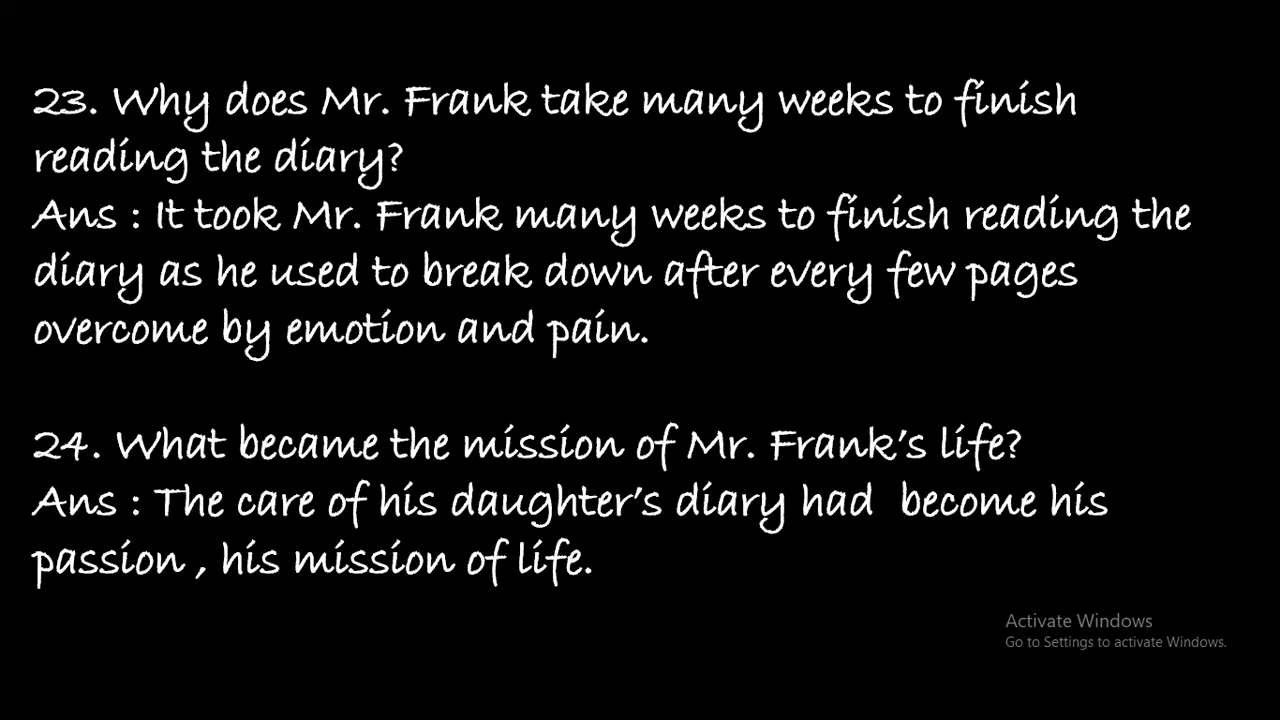 23. Why does Mr. Frank take many weeks to finish
reading the diary?
Ans : It took Mr. Frank many weeks to finish reading the
diary as he used to break down after every few pages
overcome by emotion and pain.
24. What became the mission of Mr. Frank's life?
Ans : The care of his daughter's diary had  become his
passion , his mission of life.
Activate Windows
Go to Settings to activate Windows.